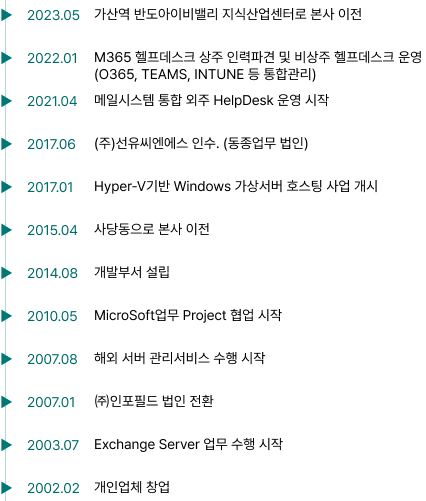 2023.05 가산역 반도아이비밸리 지식산업센터로 본사 이전
2022.01 M365 헬프데스크 상주 인력파견 및 비상주 헬프데스크 운영
(O365, TEAMS, INTUNE 등 통합관리)
2021.04 메일시스템 통합 외주 HelpDesk 운영 시작
2017.06 (주)선유씨엔에스 인수. (동종업무 법인)
2017.01 Hyper-V기반 Windows 가상서버 호스팅 사업 개시
2015.04 사당동으로 본사 이전
2014.08 개발부서 설립
2010.05 MicroSoft업무 Project 협업 시작
2007.08 해외 서버 관리서비스 수행 시작
2007.01 ㈜인포필드 법인 전환
2003.07 Exchange Server 업무 수행 시작
2002.02 개인업체 창업